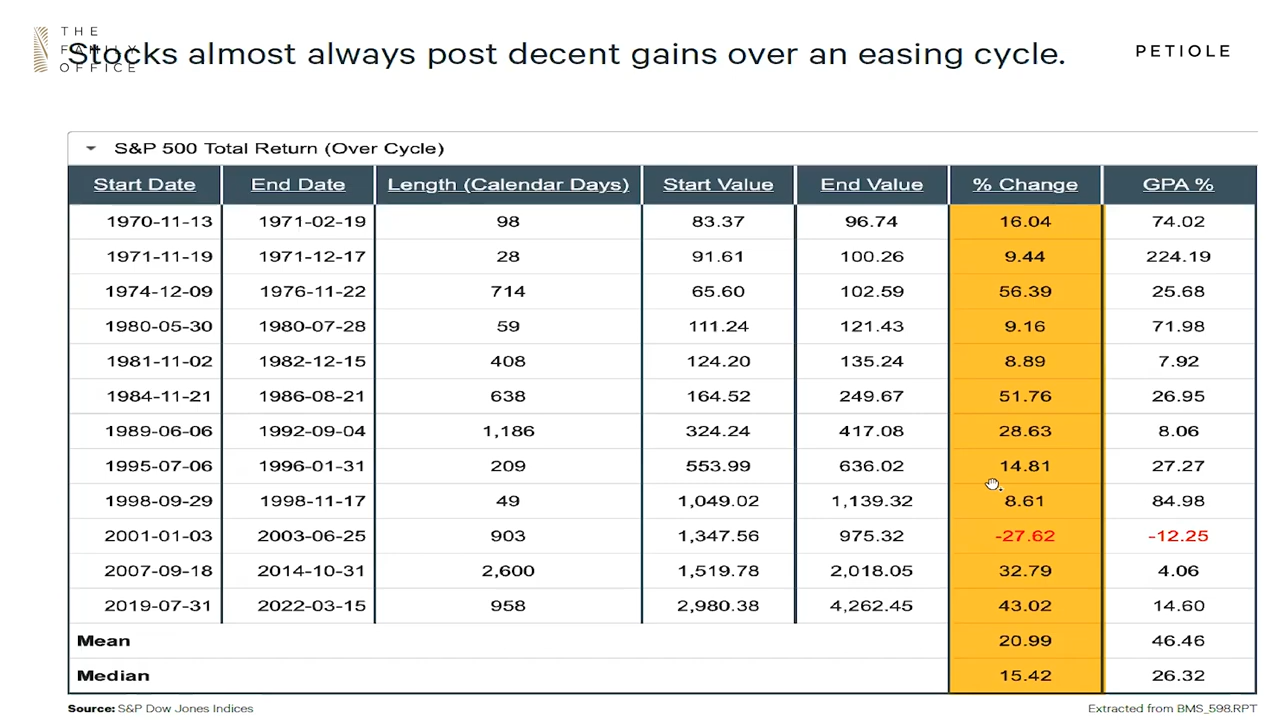 THE
FAMILY
OFFICE
Stocks almost always post decent gains over an easing cycle.
PETIOLE
S&P 500 Total Return (Over Cycle)
Start Date End Date Length (Calendar Days) Start Value End Value % Change GPA %
1970-11-13 1971-02-19 98 83.37 96.74 16.04 74.02
1971-11-19 1971-12-17 28 91.61 100.26 9.44 224.19
1974-12-09 1976-11-22 714 65.60 102.59 56.39 25.68
1980-05-30 1980-07-28 59 111.24 121.43 9.16 71.98
1981-11-02 1982-12-15 408 124.20 135.24 8.89 7.92
1984-11-21 1986-08-21 638 164.52 249.67 51.76 26.95
1989-06-06 1992-09-04 1,186 324.24 417.08 28.63 8.06
1995-07-06 1996-01-31 209 553.99 636.02 14.81 27.27
1998-09-29 1998-11-17 49 1,049.02 1,139.32 8.61 84.98
2001-01-03 2003-06-25 903 1,347.56 975.32 -27.62 -12.25
2007-09-18 2014-10-31 2,600 1,519.78 2,018.05 32.79 4.06
2019-07-31 2022-03-15 958 2,980.38 4,262.45 43.02 14.60
Mean 20.99 46.46
Median 15.42 26.32
Source: S&P Dow Jones Indices
Extracted from BMS_598.RPT